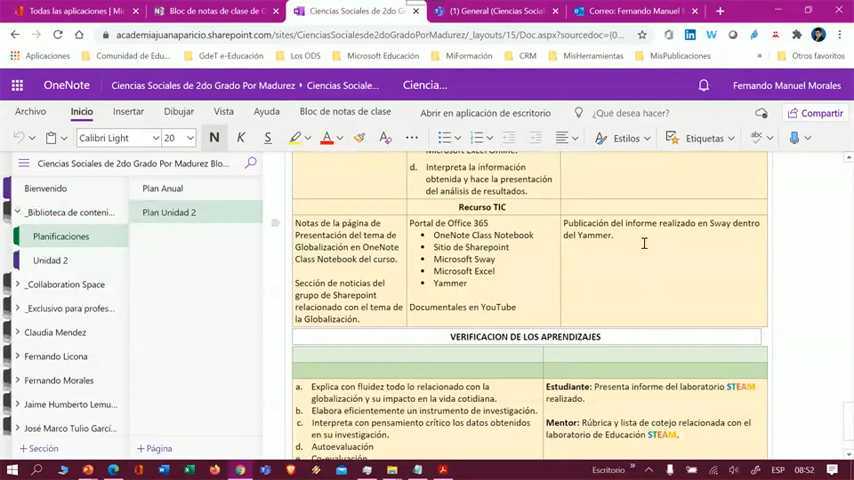 Todas las aplicaciones | Mic
Bloc de notas de clase de C
Ciencias Sociales de 2do Gra
(1) General (Ciencias Social
Correo: Fernando Manuel M
academiajuanaparicio.sharepoint.com/sites/CienciasSocialesde2doGradoPorMadurez/_layouts/15/Doc.aspx?sourcedoc={0...
Aplicaciones
Comunidad de Edu...
GdeT e-Educación
Los ODS
Microsoft Education
MiFormación
CRM
MisHerramientas
MisPublicaciones
Otros favoritos
OneNote
Ciencias Sociales de 2do Grado Por Madurez > Ciencias Sociale...
Ciencia...
Fernando Manuel Morales
Archivo
Inicio
Insertar
Dibujar
Vista
Ayuda
Bloc de notas de clase
Abrir en aplicación de escritorio
¿Qué desea hacer?
Compartir
Calibri Light
20
N
K
S
A
Estilos
Etiquetas
abc
Ciencias Sociales de 2do Grado Por Madurez Blo...
Bienvenido
_Biblioteca de conteni...
Planificaciones
Unidad 2
_Collaboration Space
_Exclusivo para profes...
Claudia Mendez
Fernando Licona
Fernando Morales
Jaime Humberto Lemu...
José Marco Tulio García...
+ Sección
Plan Anual
Plan Unidad 2
+ Página
Microsoft Excel Online.
d. Interpreta la información
obtenida y hace la presentación
del análisis de resultados.
Recurso TIC
Notas de la página de
Presentación del tema de
Globalización en OneNote
Class Notebook del curso.
Sección de noticias del
grupo de Sharepoint
relacionado con el tema de
la Globalización.
Portal de Office 365
• OneNote Class Notebook
• Sitio de Sharepoint
• Microsoft Sway
• Microsoft Excel
• Yammer
Documentales en YouTube
Publicación del informe realizado en Sway dentro
del Yammer.
VERIFICACION DE LOS APRENDIZAJES
a. Explica con fluidez todo lo relacionado con la
globalización y su impacto en la vida cotidiana.
b. Elabora eficientemente un instrumento de investigación.
c. Interpreta con pensamiento crítico los datos obtenidos
en su investigación.
d. Autoevaluación
e. Co-evaluación
Estudiante: Presenta informe del laboratorio STEAM
realizado.
Mentor: Rúbrica y lista de cotejo relacionada con el
laboratorio de Educación STEAM.
Escritorio
ESP
08:52